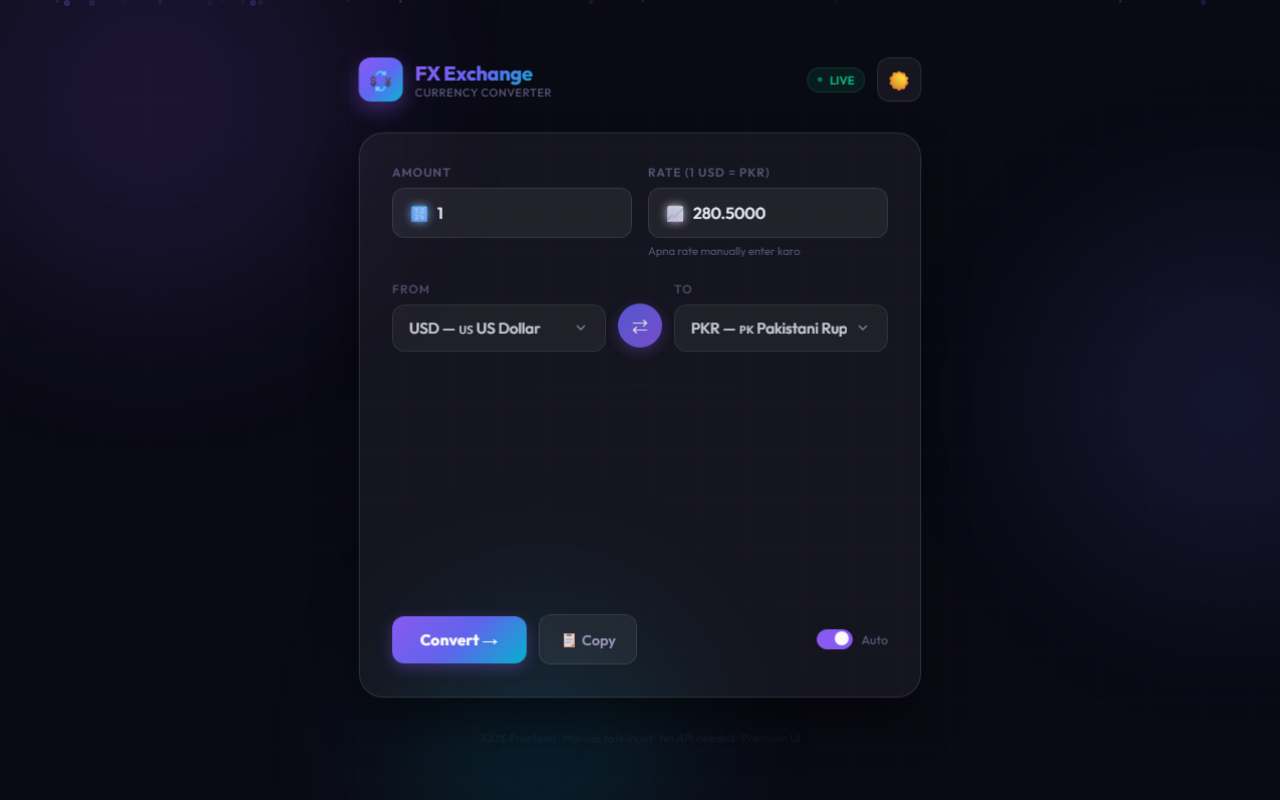 FX Exchange
CURRENCY CONVERTER
LIVE
AMOUNT
RATE (1 USD = PKR)
1
280.5000
Apna rate manually enter karo
FROM
TO
USD — US US Dollar
PKR — PK Pakistani Rup
Convert →
Copy
Auto
100% Frontend · Manual rate input · No API needed · Premium UI